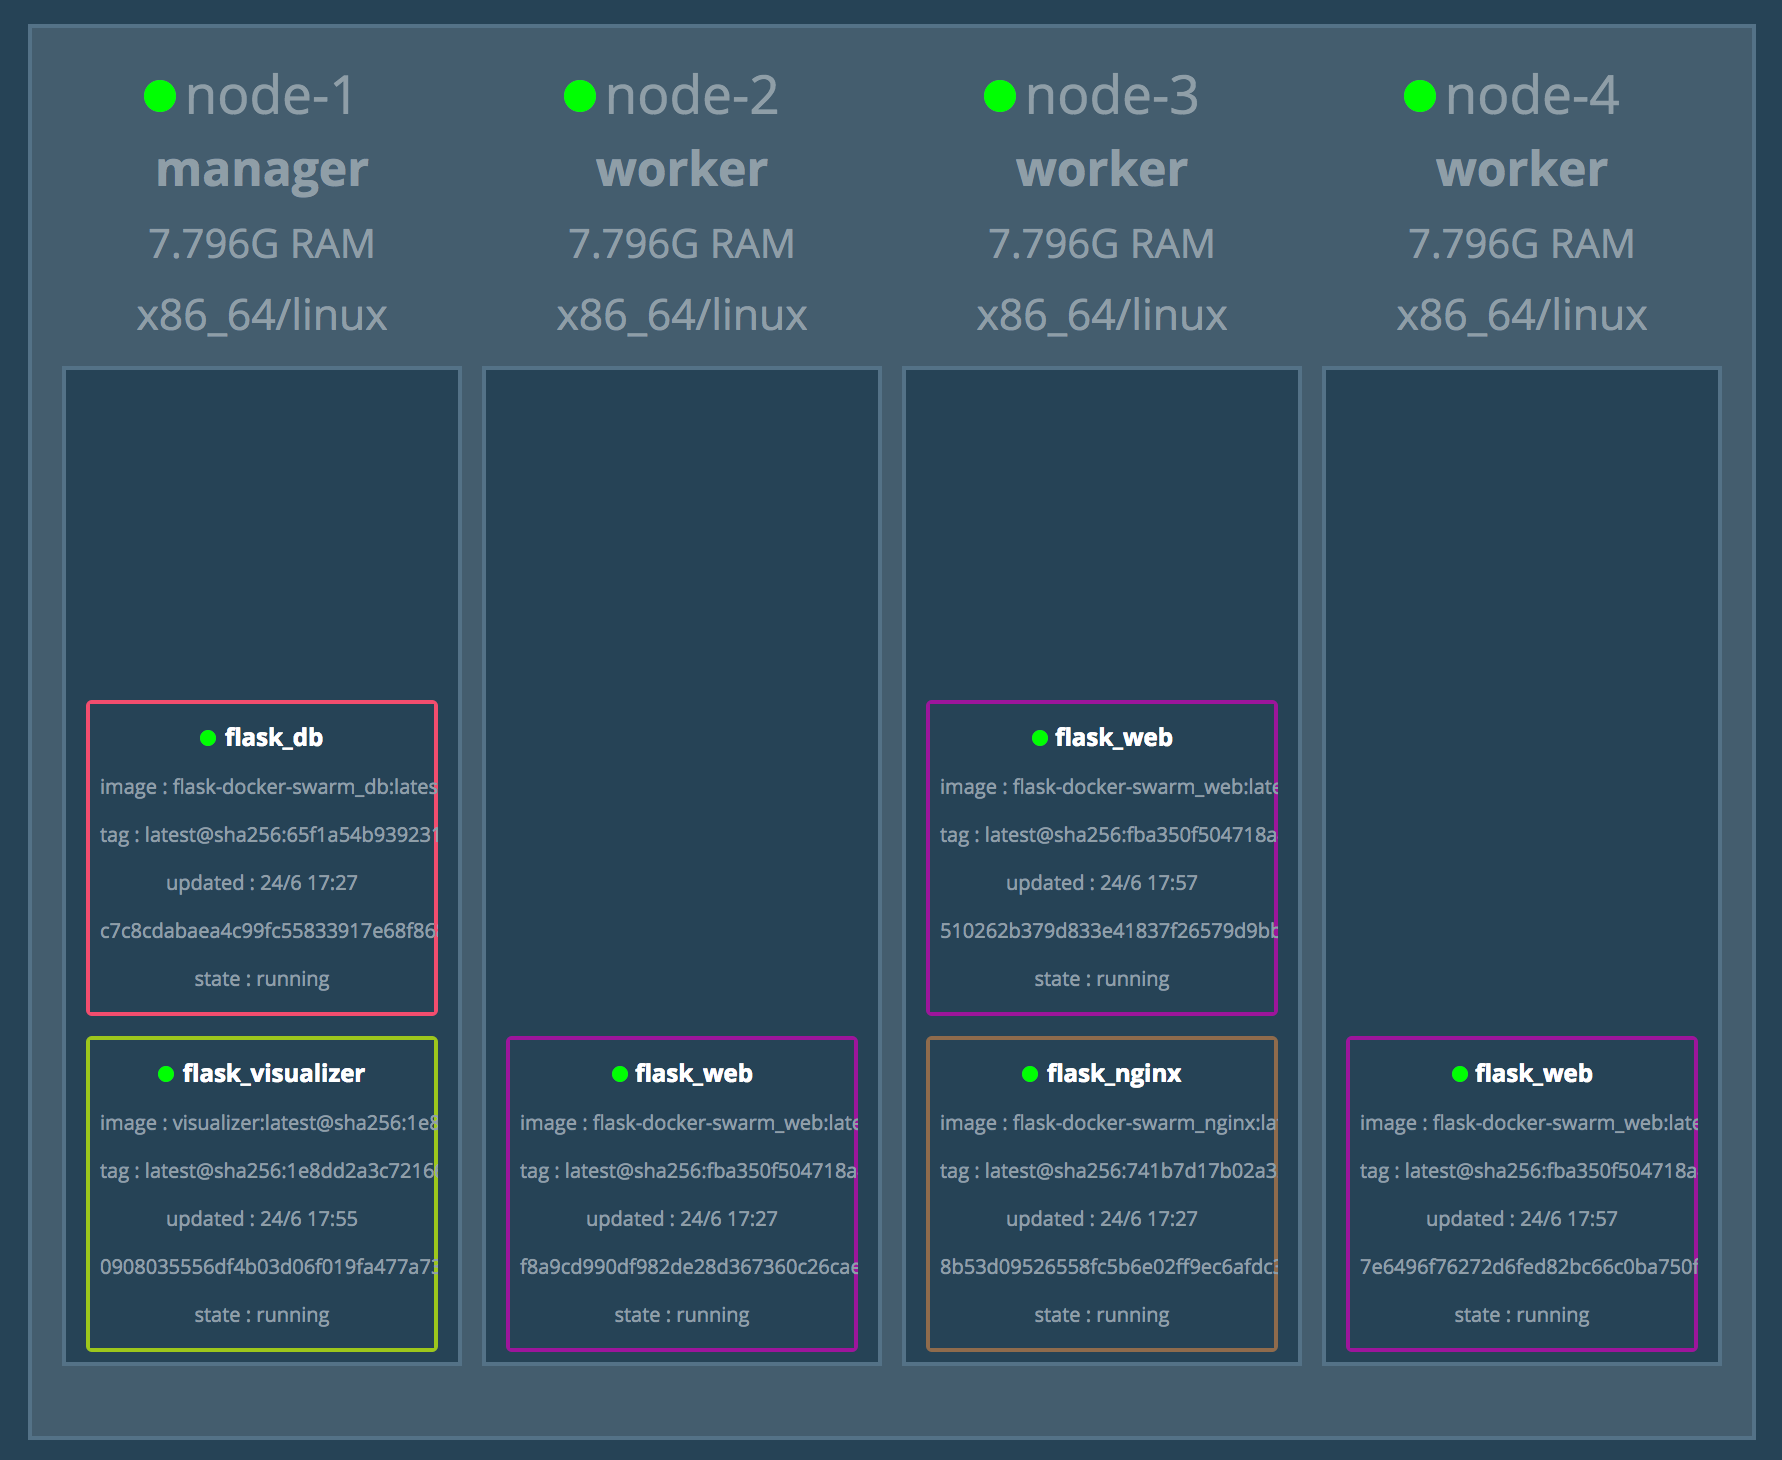 node-1
manager
7.796G RAM
x86_64/linux
flask_db
image : flask-docker-swarm_db:lates
tag : latest@sha256:65f1a54b939231
updated : 24/6 17:27
c7c8cdabaea4c99fc55833917e68f86
state : running
flask_visualizer
image : visualizer:latest@sha256:1e8
tag : latest@sha256:1e8dd2a3c7216
updated : 24/6 17:55
0908035556df4b03d06f019fa477a73
state : running
node-2
worker
7.796G RAM
x86_64/linux
flask_web
image : flask-docker-swarm_web:late
tag : latest@sha256:fba350f504718a
updated : 24/6 17:27
f8a9cd990df982de28d367360c26cae
state : running
node-3
worker
7.796G RAM
x86_64/linux
flask_web
image : flask-docker-swarm_web:late
tag : latest@sha256:fba350f504718a
updated : 24/6 17:57
510262b379d833e41837f26579d9bb
state : running
flask_nginx
image : flask-docker-swarm_nginx:la
tag : latest@sha256:741b7d17b02a3
updated : 24/6 17:27
8b53d09526558fc5b6e02ff9ec6afdc3
state : running
node-4
worker
7.796G RAM
x86_64/linux
flask_web
image : flask-docker-swarm_web:late
tag : latest@sha256:fba350f504718a
updated : 24/6 17:57
7e6496f76272d6fed82bc66c0ba750f
state : running